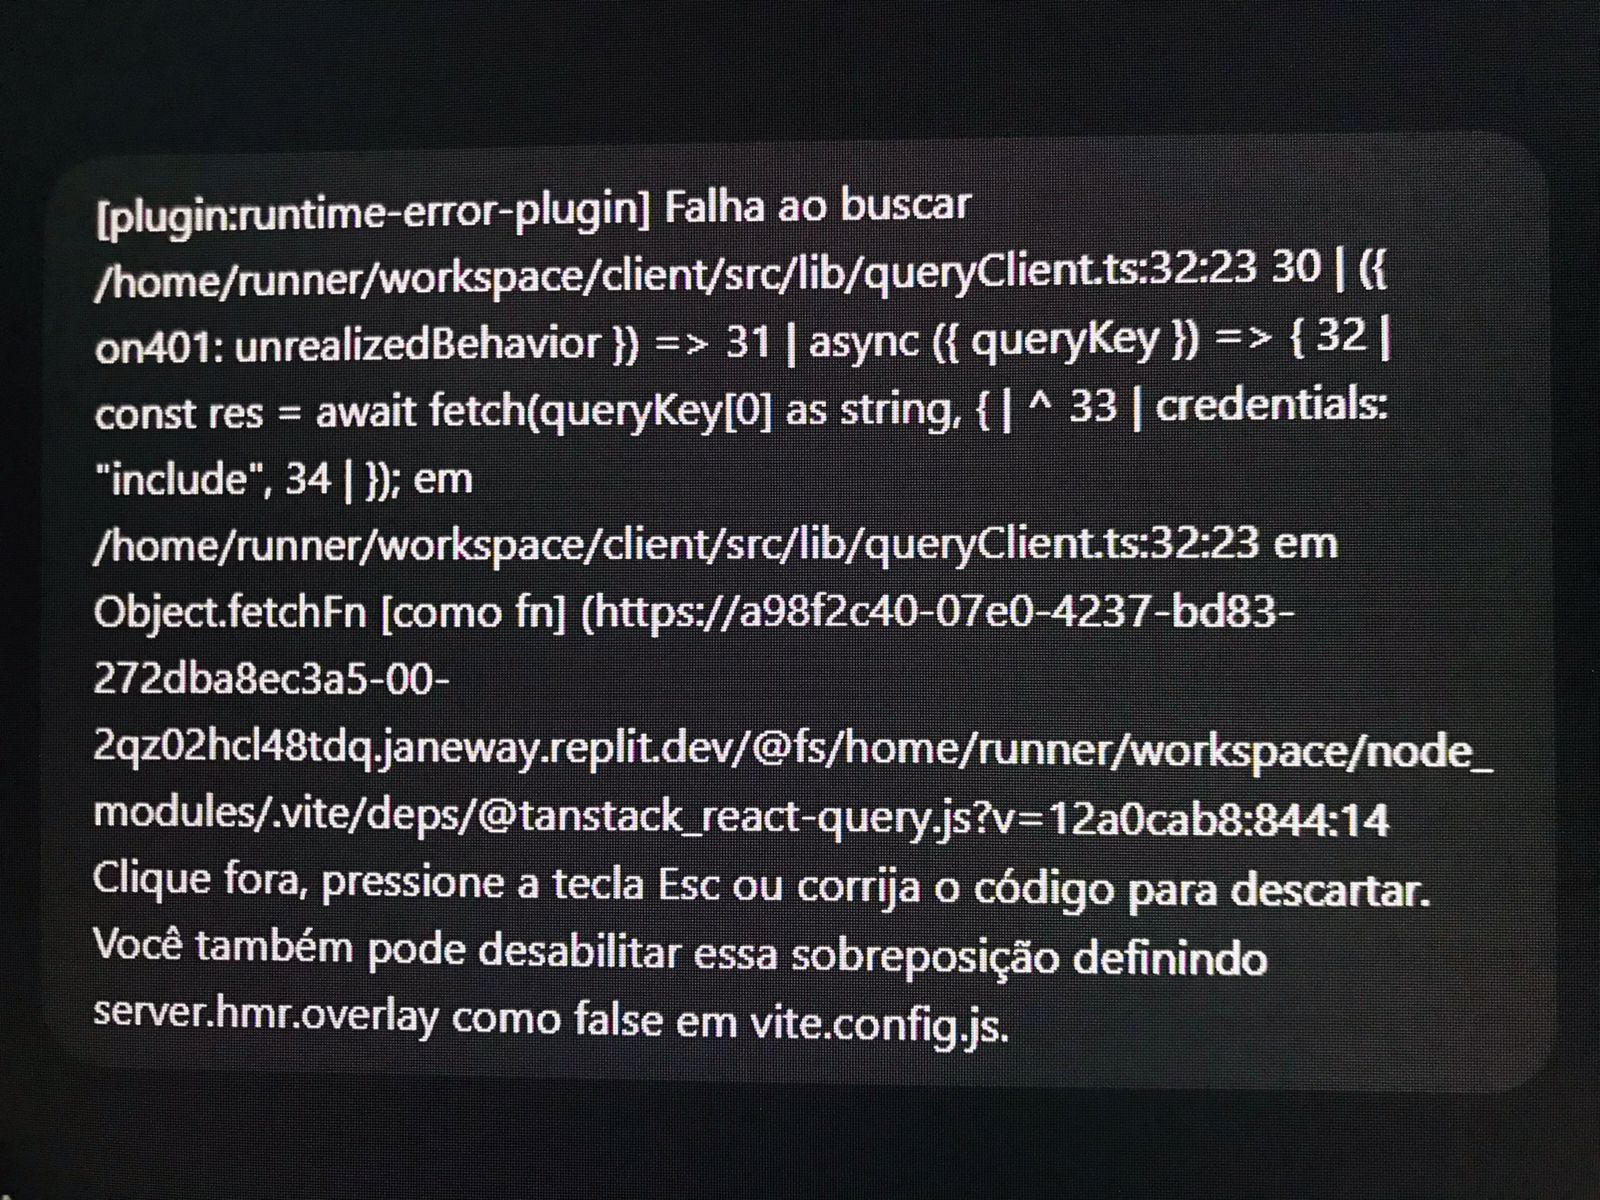 [plugin:runtime-error-plugin] Falha ao buscar
/home/runner/workspace/client/src/lib/queryClient.ts:32:23 30 | ({
on401: unrealizedBehavior }) => 31 | async ({ queryKey }) => { 32 |
const res = await fetch(queryKey[0] as string, { | ^ 33 | credentials:
"include", 34 | }); em
/home/runner/workspace/client/src/lib/queryClient.ts:32:23 em
Object.fetchFn [como fn] (https://a98f2c40-07e0-4237-bd83-
272dba8ec3a5-00-
2qz02hcl48tdq.janeway.replit.dev/@fs/home/runner/workspace/node_
modules/.vite/deps/@tanstack_react-query.js?v=12a0cab8:844:14
Clique fora, pressione a tecla Esc ou corrija o código para descartar.
Você também pode desabilitar essa sobreposição definindo
server.hmr.overlay como false em vite.config.js.